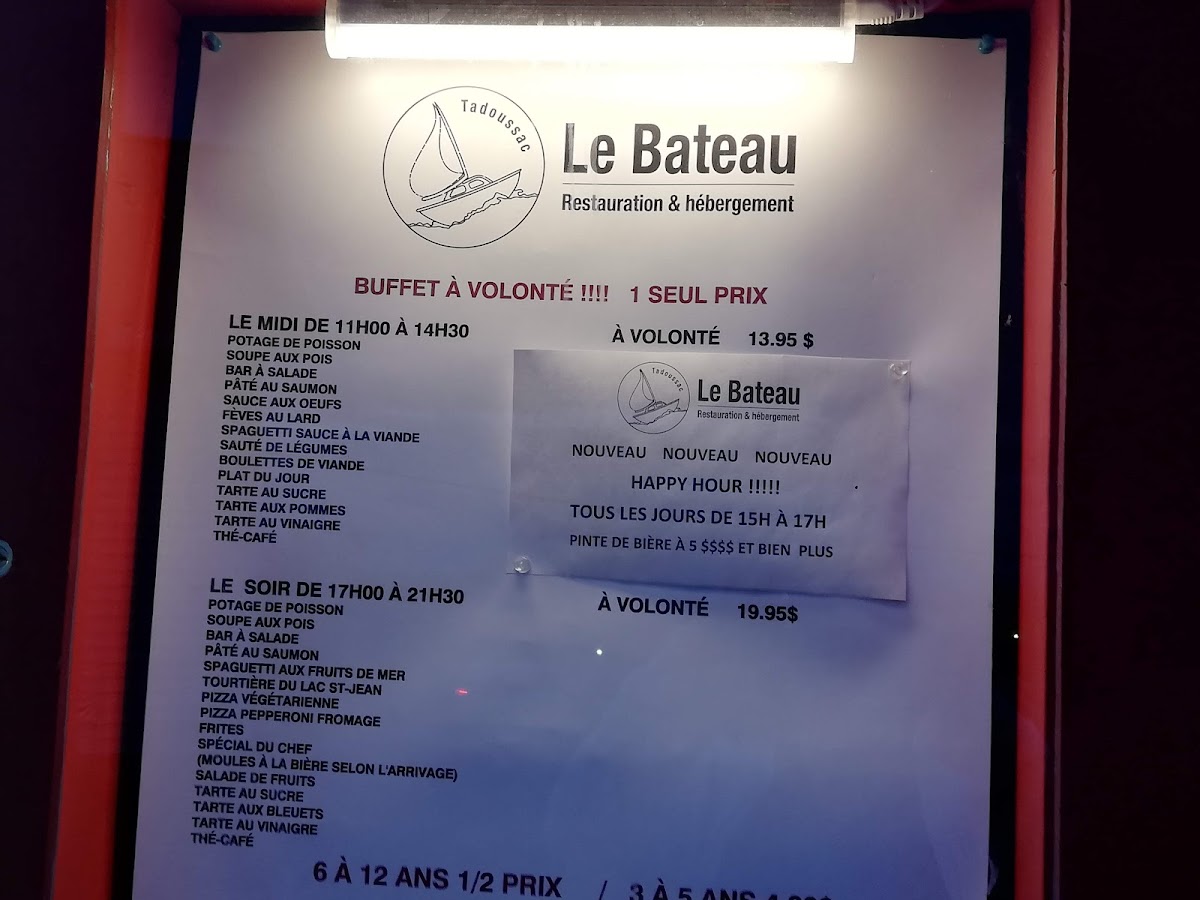 Tadoussac
Le Bateau
Restauration & hébergement
BUFFET À VOLONTÉ !!!! 1 SEUL PRIX
LE MIDI DE 11H00 À 14H30
À VOLONTÉ 13.95 $
POTAGE DE POISSON
SOUPE AUX POIS
BAR À SALADE
PÂTÉ AU SAUMON
SAUCE AUX OEUFS
FÈVES AU LARD
SPAGUETTI SAUCE À LA VIANDE
SAUTÉ DE LÉGUMES
BOULETTES DE VIANDE
PLAT DU JOUR
TARTE AU SUCRE
TARTE AUX POMMES
TARTE AU VINAIGRE
THÉ-CAFÉ
Tadoussac
Le Bateau
Restauration & hébergement
NOUVEAU NOUVEAU NOUVEAU
HAPPY HOUR !!!!!
TOUS LES JOURS DE 15H À 17H
PINTE DE BIÈRE À 5 $$$$ ET BIEN PLUS
LE SOIR DE 17H00 À 21H30
À VOLONTÉ 19.95$
POTAGE DE POISSON
SOUPE AUX POIS
BAR À SALADE
PÂTÉ AU SAUMON
SPAGUETTI AUX FRUITS DE MER
TOURTIÈRE DU LAC ST-JEAN
PIZZA VÉGÉTARIENNE
PIZZA PEPPERONI FROMAGE
FRITES
SPÉCIAL DU CHEF
(MOULES À LA BIÈRE SELON L'ARRIVAGE)
SALADE DE FRUITS
TARTE AU SUCRE
TARTE AUX BLEUETS
TARTE AU VINAIGRE
THÉ-CAFÉ
6 À 12 ANS 1/2 PRIX / 3 À 5 ANS